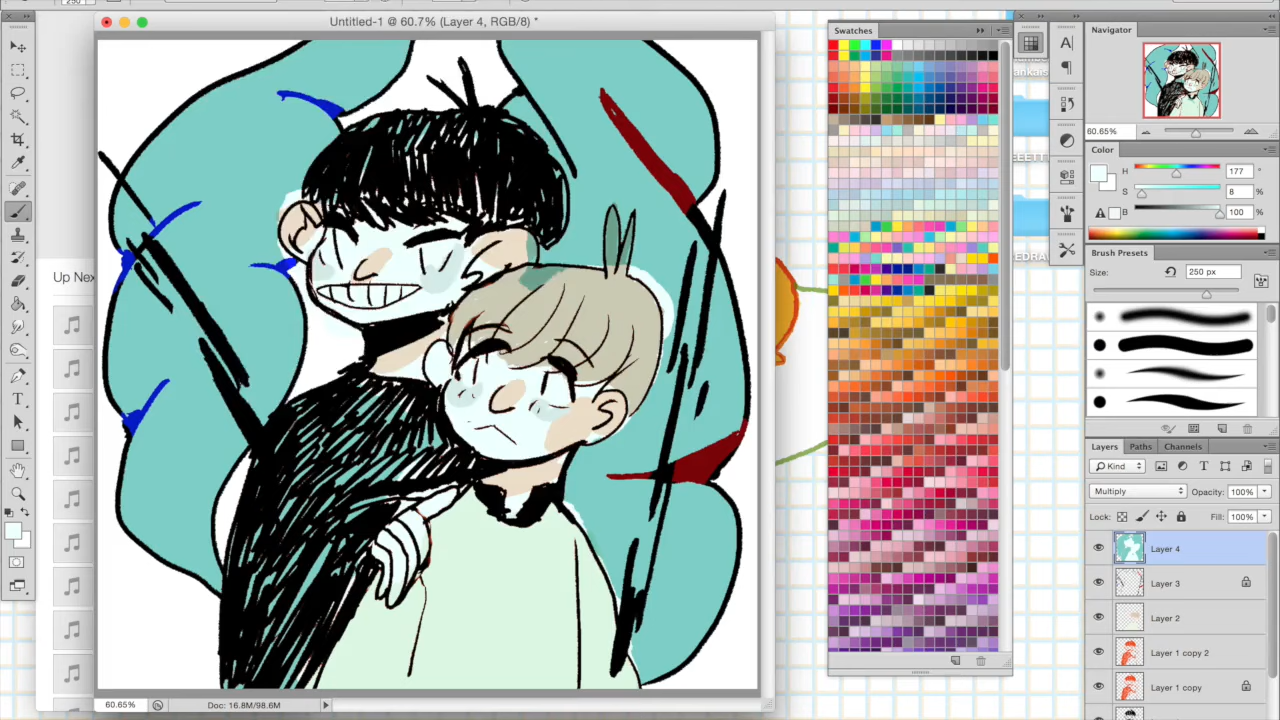 250
Untitled-1 @ 60.7% (Layer 4, RGB/8) *
Up Nex
60.65%
Doc: 16.8M/98.6M
Swatches
Navigator
60.65%
Color
H 177 °
S 8 %
B 100 %
Brush Presets
Size: 250 px
Layers Paths Channels
Kind
Multiply Opacity: 100%
Lock: Fill: 100%
Layer 4
Layer 3
Layer 2
Layer 1 copy 2
Layer 1 copy